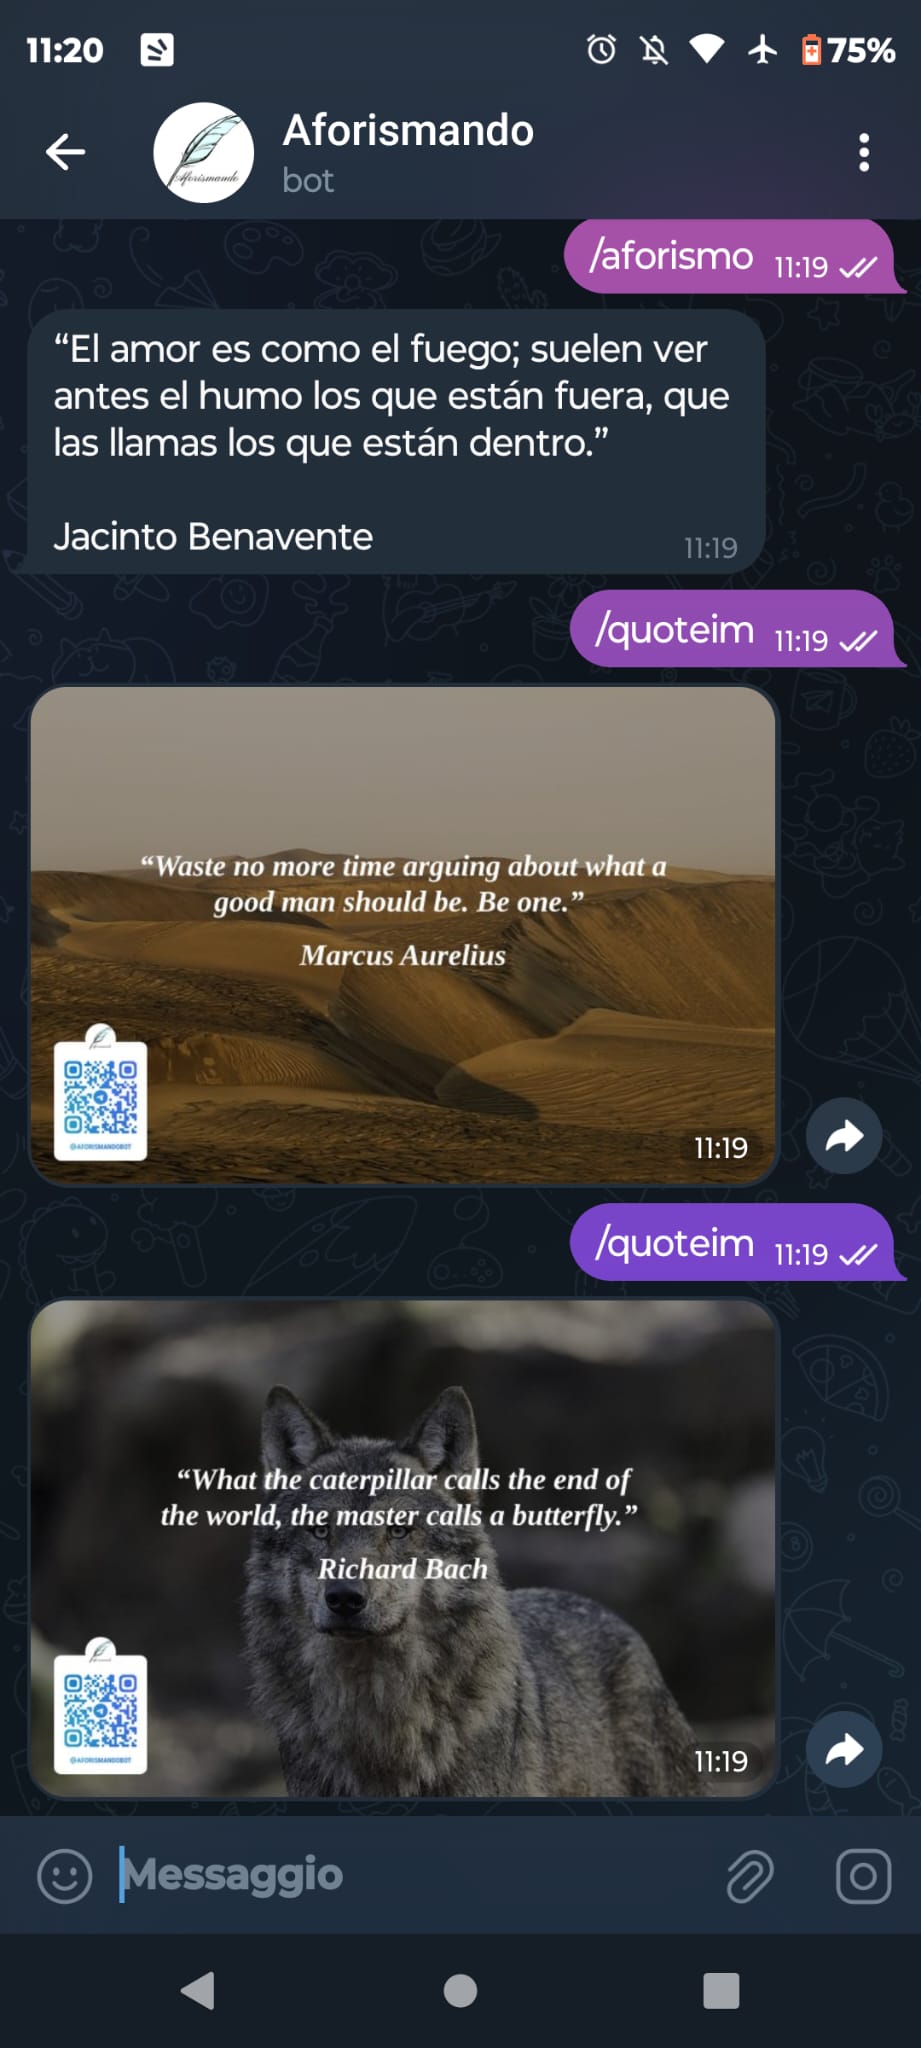 11:20
75%
Aforismando
Aforismando
bot
/aforismo 11:19
“El amor es como el fuego; suelen ver
antes el humo los que están fuera, que
las llamas los que están dentro.”
Jacinto Benavente
11:19
/quoteim 11:19
“Waste no more time arguing about what a
good man should be. Be one.”
Marcus Aurelius
@AFORISMANDOBOT
11:19
/quoteim 11:19
“What the caterpillar calls the end of
the world, the master calls a butterfly.”
Richard Bach
@AFORISMANDOBOT
11:19
Messaggio